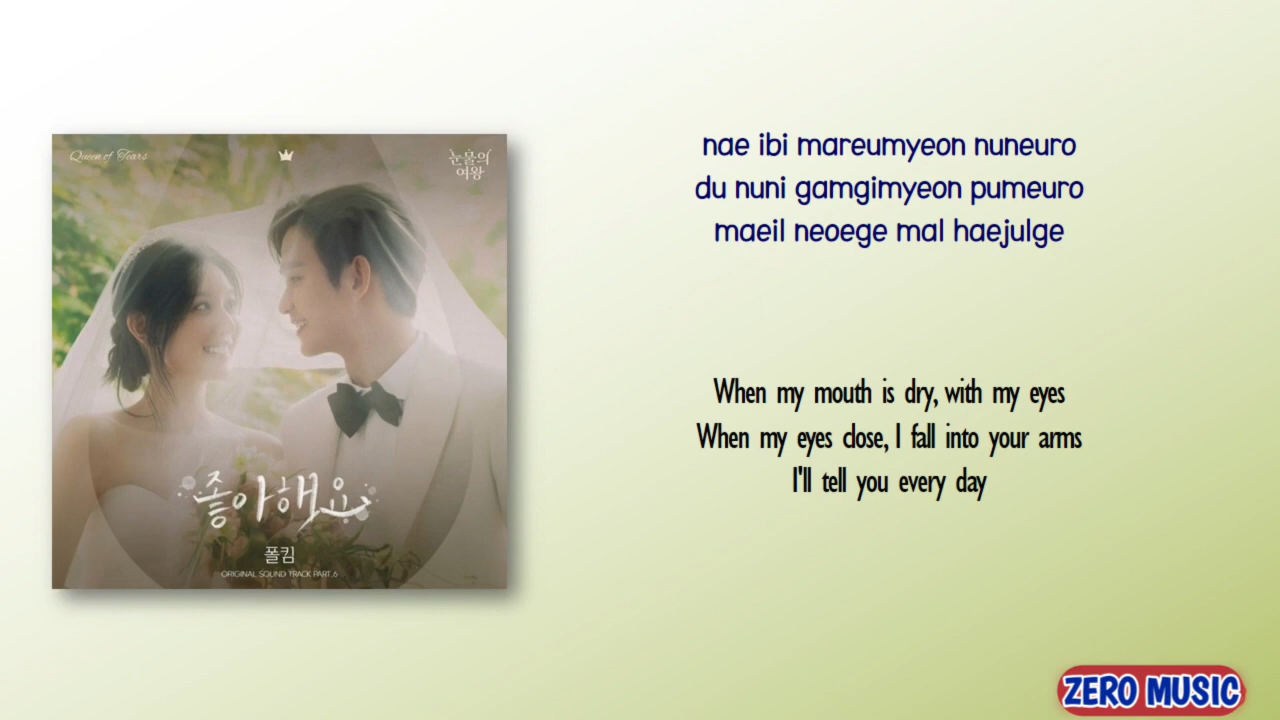 Queen of Tears
눈물의
여왕
좋아해요
폴킴
ORIGINAL SOUND TRACK PART.6
nae ibi mareumyeon nuneuro
du nuni gamgimyeon pumeuro
maeil neoege mal haejulge
When my mouth is dry, with my eyes
When my eyes close, I fall into your arms
I'll tell you every day
ZERO MUSIC